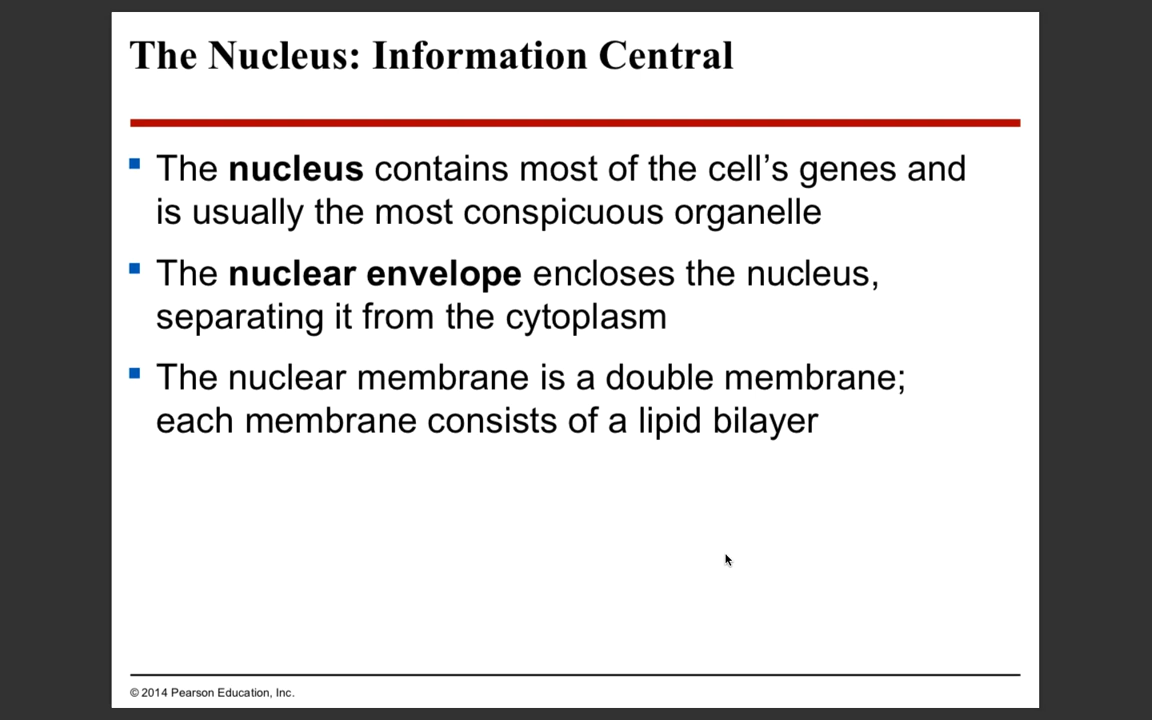 The Nucleus: Information Central
The nucleus contains most of the cell’s genes and
is usually the most conspicuous organelle
The nuclear envelope encloses the nucleus,
separating it from the cytoplasm
The nuclear membrane is a double membrane;
each membrane consists of a lipid bilayer
© 2014 Pearson Education, Inc.